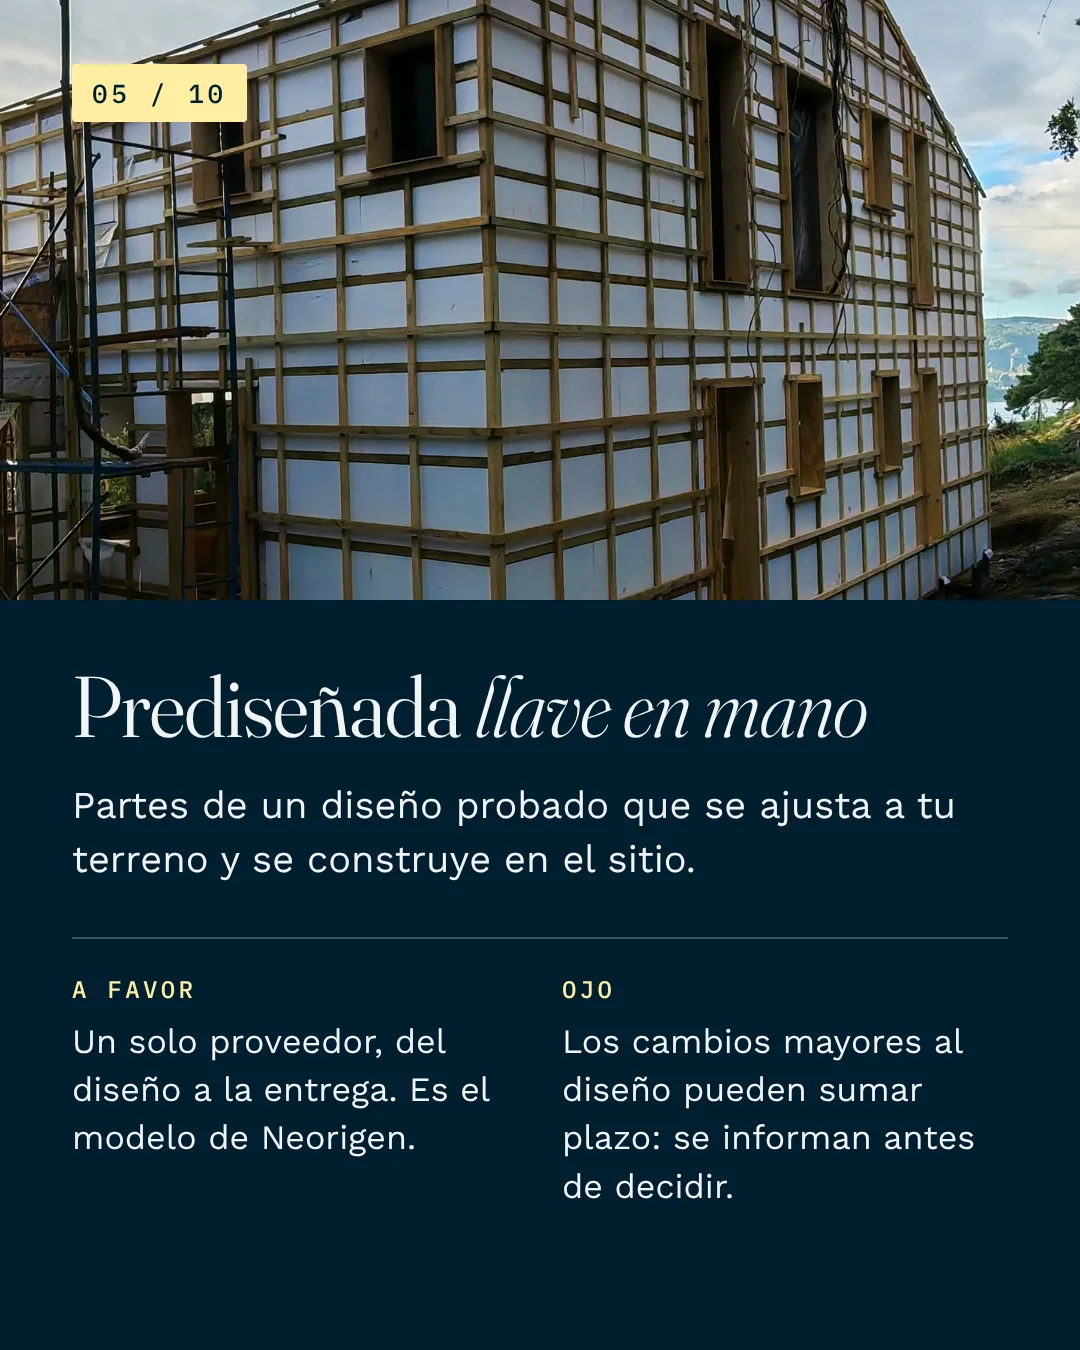 05 / 10
Prediseñada llave en mano
Partes de un diseño probado que se ajusta a tu
terreno y se construye en el sitio.
A FAVOR
Un solo proveedor, del
diseño a la entrega. Es el
modelo de Neorigen.
OJO
Los cambios mayores al
diseño pueden sumar
plazo: se informan antes
de decidir.